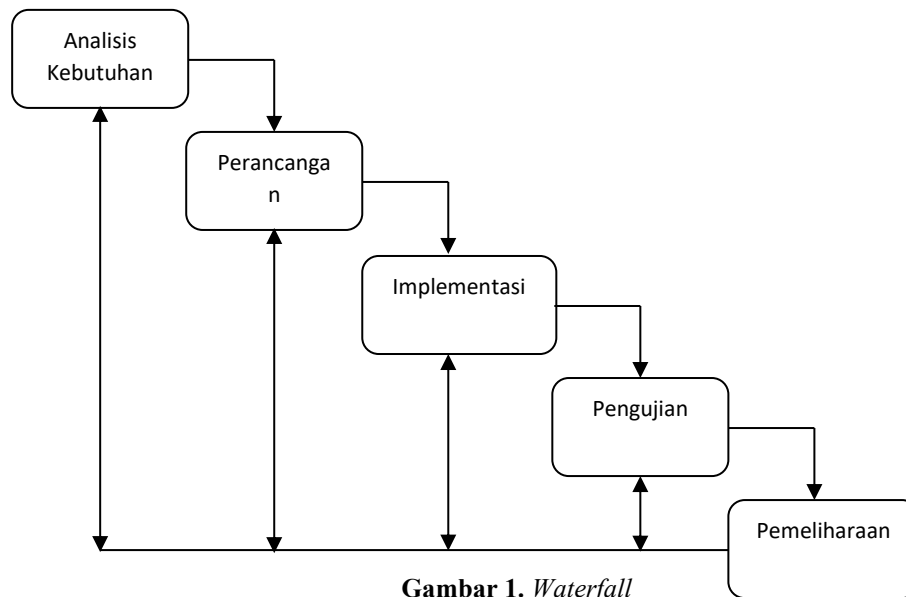 Analisis
Kebutuhan
Perancanga
n
Implementasi
Pengujian
Pemeliharaan
Gambar 1. Waterfall